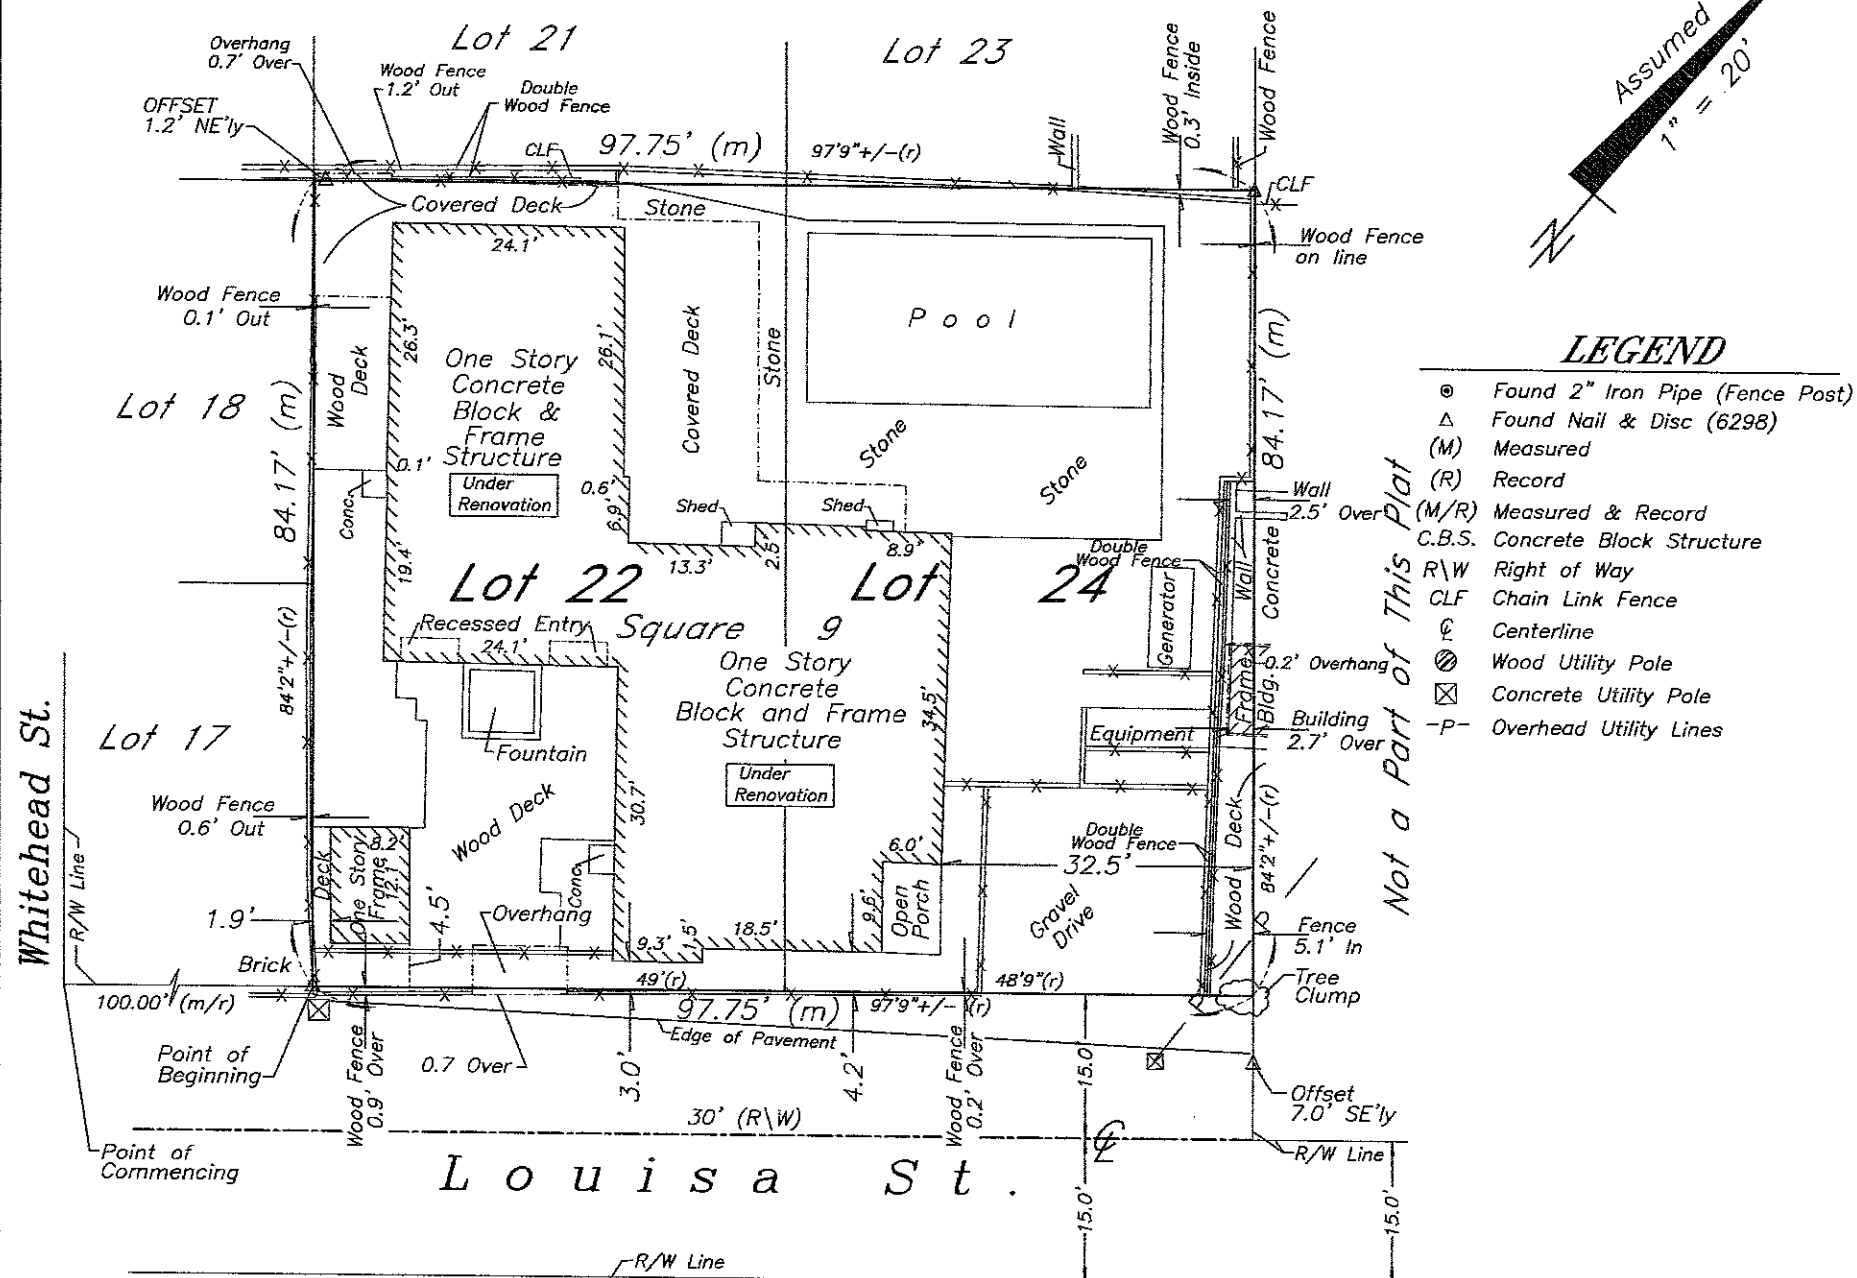 Lot 21
Lot 23
Overhang
0.7' Over
Wood Fence
1.2' Out
Double
Wood Fence
OFFSET
1.2' NE'ly
CLF
97.75' (m)
97'9"+/-(r)
Wall
Wood Fence
0.3' Inside
Wood Fence
CLF
Assumed
1" = 20'
N
Covered Deck
Stone
24.1'
Wood Fence
on line
Wood Fence
0.1' Out
26.3'
26.1'
Covered Deck
Stone
Pool
84.17' (m)
One Story
Concrete
Block &
Frame
Structure
Wood
Deck
Lot 18
84.17' (m)
0.1'
Under
Renovation
Conc.
0.6'
6.9'
Shed
Shed
Stone
Stone
Wall
2.5' Over
LEGEND
Found 2" Iron Pipe (Fence Post)
Found Nail & Disc (6298)
(M) Measured
(R) Record
(M/R) Measured & Record
C.B.S. Concrete Block Structure
R\W Right of Way
CLF Chain Link Fence
℄ Centerline
Wood Utility Pole
Concrete Utility Pole
-P- Overhead Utility Lines
Not a Part of This Plat
19.4'
13.3'
2.5'
8.9'
Double
Wood Fence
Wall
Concrete
Lot 22
Lot 24
Square 9
Generator
84'2"+/-(r)
Recessed Entry
24.1'
One Story
Concrete
Block and Frame
Structure
Under
Renovation
34.5'
0.2' Overhang
Frame
Bldg.
Building
2.7' Over
Equipment
Fountain
Lot 17
Whitehead St.
R/W Line
Wood Fence
0.6' Out
Wood Deck
30.7'
Deck
One Story
Frame
8.2'
12.1'
4.5'
1.9'
Overhang
Conc.
6.0'
Double
Wood Fence
32.5'
Wood Deck
84'2"+/-(r)
9.6'
Open
Porch
Gravel
Drive
Fence
5.1' In
Tree
Clump
9.3'
1.5'
18.5'
Brick
100.00' (m/r)
49'(r)
48'9"(r)
97.75' (m)
97'9"+/- (r)
Edge of Pavement
Point of
Beginning
Wood Fence
0.9' Over
0.7 Over
3.0'
4.2'
Wood Fence
0.2' Over
15.0'
Offset
7.0' SE'ly
30' (R\W)
℄
R/W Line
Point of
Commencing
Louisa St.
15.0'
15.0'
R/W Line